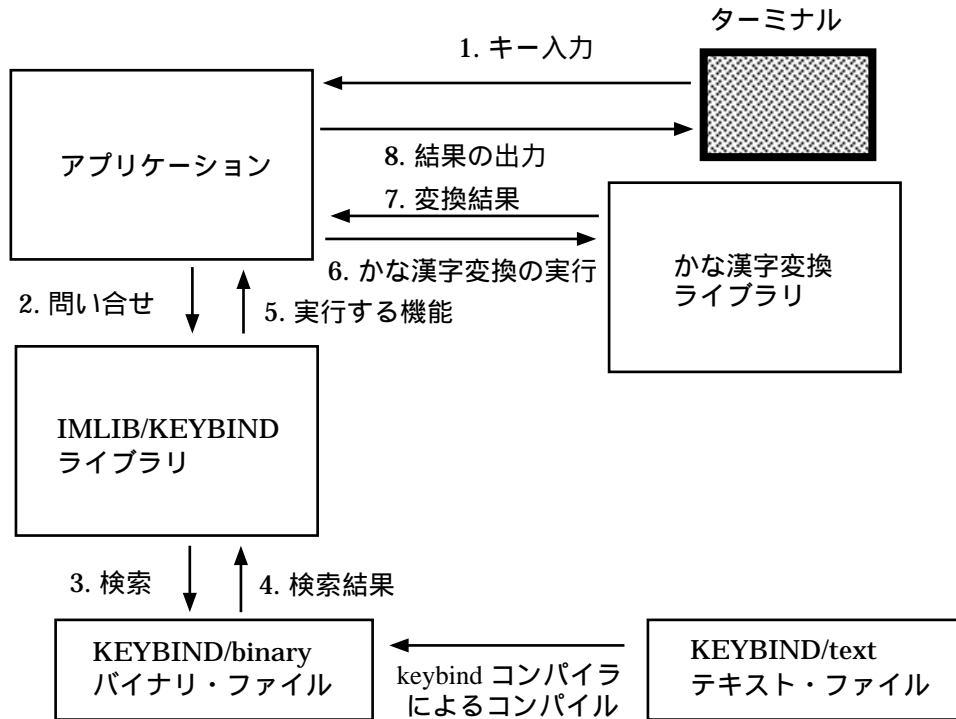 ターミナル
1. キー入力
アプリケーション
8. 結果の出力
7. 変換結果
6. かな漢字変換の実行
かな漢字変換
ライブラリ
2. 問い合せ
5. 実行する機能
IMLIB/KEYBIND
ライブラリ
3. 検索
4. 検索結果
KEYBIND/binary
バイナリ・ファイル
keybind コンパイラ
によるコンパイル
KEYBIND/text
テキスト・ファイル